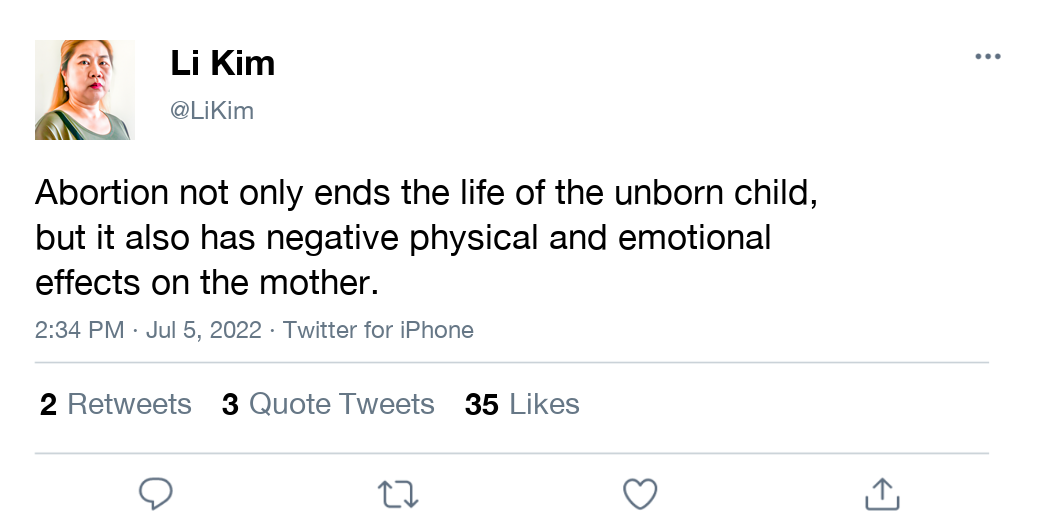 Li Kim
@LiKim
Abortion not only ends the life of the unborn child,
but it also has negative physical and emotional
effects on the mother.
2:34 PM · Jul 5, 2022 · Twitter for iPhone
2 Retweets 3 Quote Tweets 35 Likes